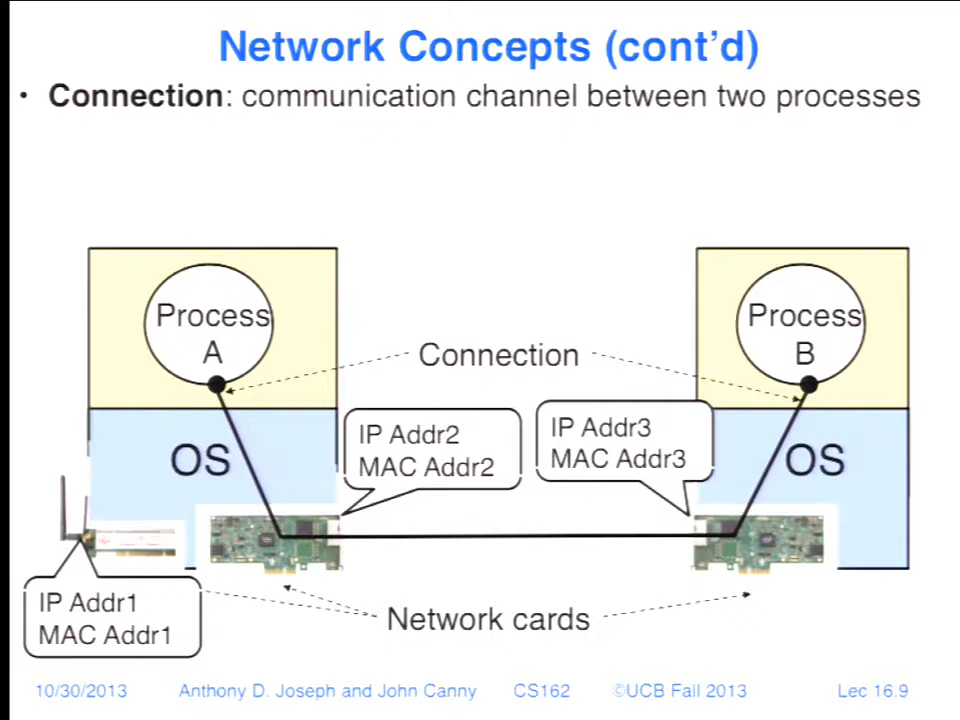 Network Concepts (cont’d)
• Connection: communication channel between two processes
Process
A
Process
B
Connection
IP Addr2
MAC Addr2
IP Addr3
MAC Addr3
OS
OS
IP Addr1
MAC Addr1
Network cards
10/30/2013 Anthony D. Joseph and John Canny CS162 ©UCB Fall 2013 Lec 16.9